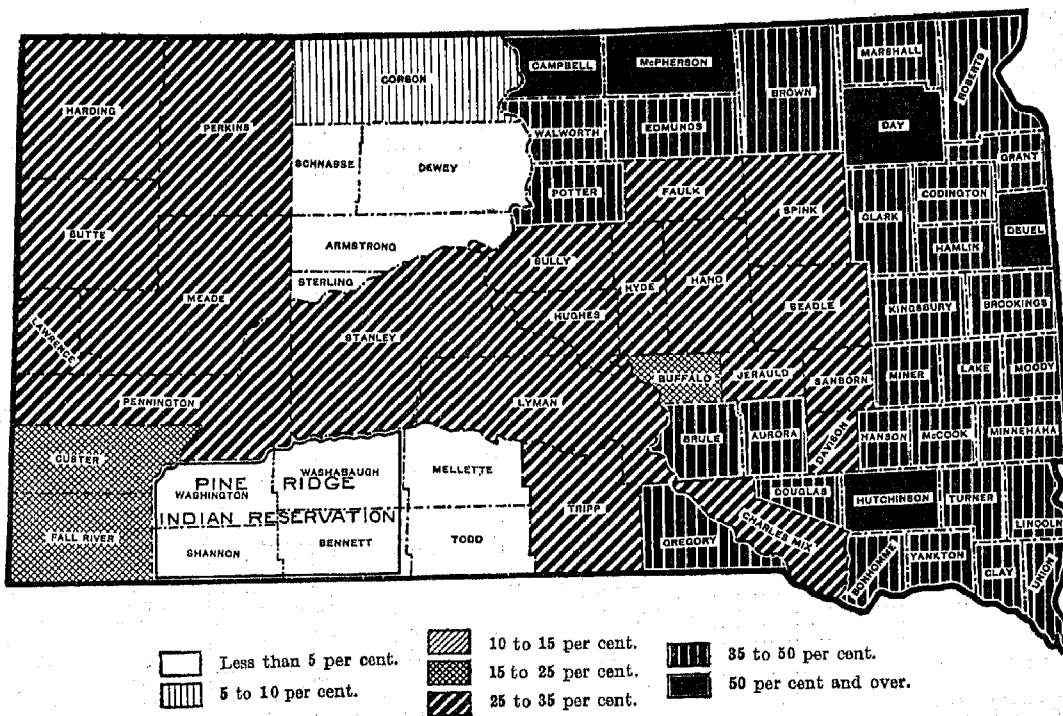 HARDING
PERKINS
CORSON
CAMPBELL
McPHERSON
BROWN
MARSHALL
ROBERTS
DAY
WALWORTH
EDMUNDS
GRANT
SCHNASSE
DEWEY
POTTER
FAULK
SPINK
CLARK
CODINGTON
DEUEL
BUTTE
ARMSTRONG
SULLY
HAMLIN
STERLING
HYDE
HAND
MEADE
HUGHES
BEADLE
KINGSBURY
BROOKINGS
LAWRENCE
STANLEY
BUFFALO
JERAULD
SANBORN
MINER
LAKE
MOODY
PENNINGTON
LYMAN
CUSTER
BRULE
AURORA
DAVISON
HANSON
McCOOK
MINNEHAHA
WASHABAUGH
MELLETTE
PINE RIDGE
WASHINGTON
INDIAN RESERVATION
DOUGLAS
HUTCHINSON
TURNER
LINCOLN
FALL RIVER
SHANNON
BENNETT
TODD
TRIPP
GREGORY
CHARLES MIX
BONHOMME
YANKTON
CLAY
UNION
Less than 5 per cent.
5 to 10 per cent.
10 to 15 per cent.
15 to 25 per cent.
25 to 35 per cent.
35 to 50 per cent.
50 per cent and over.